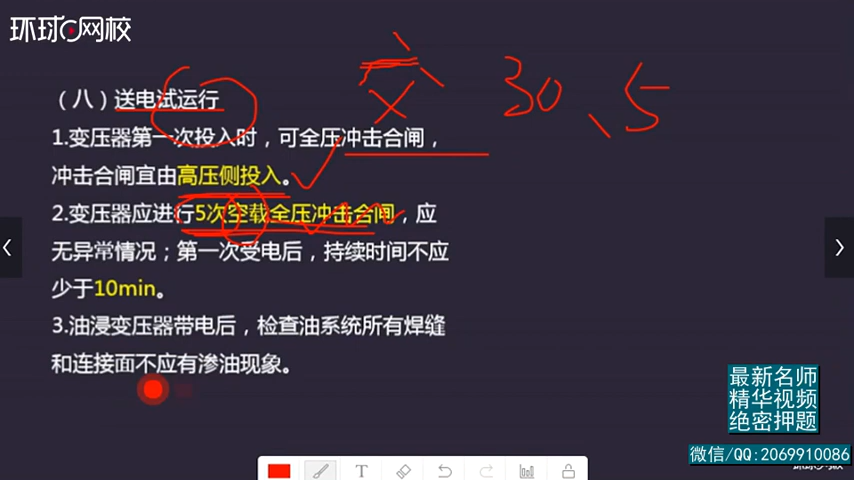 环球网校
（八）送电试运行
1.变压器第一次投入时，可全压冲击合闸，
冲击合闸宜由高压侧投入。
2.变压器应进行5次空载全压冲击合闸，应
无异常情况；第一次受电后，持续时间不应
少于10min。
3.油浸变压器带电后，检查油系统所有焊缝
和连接面不应有渗油现象。
交 30、5
最新名师
精华视频
绝密押题
微信/QQ:2069910086
T